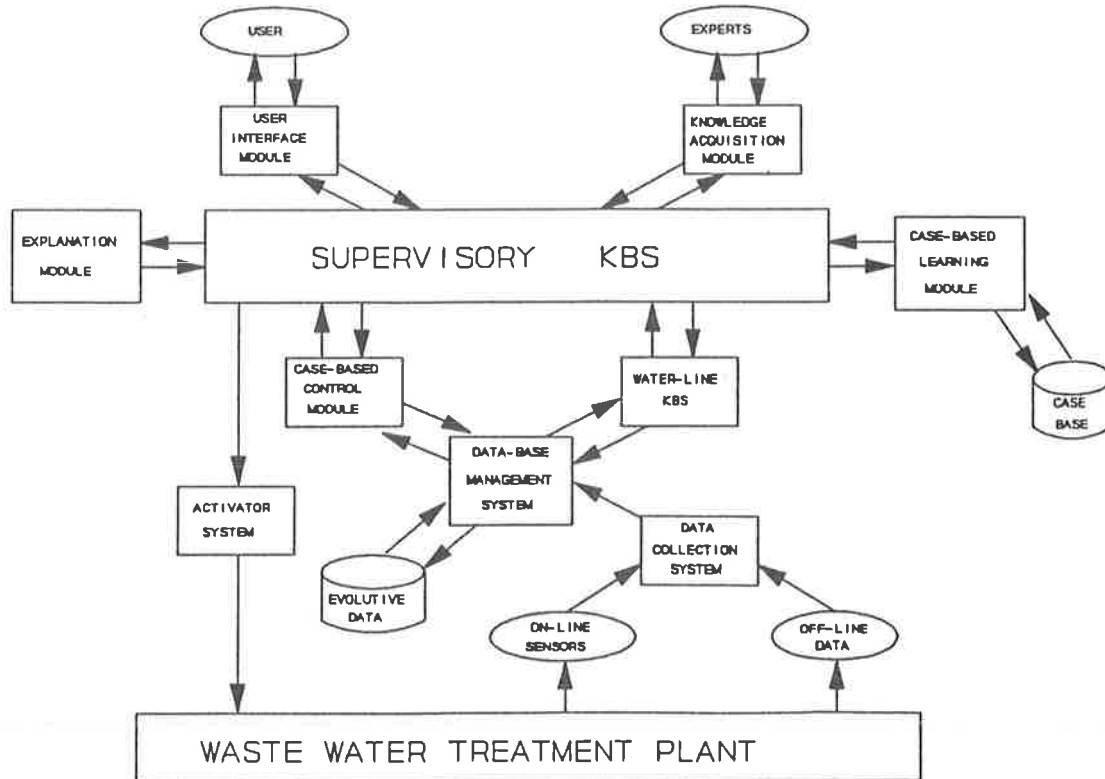 USER
EXPERTS
USER
INTERFACE
MODULE
KNOWLEDGE
ACQUISITION
MODULE
EXPLANATION
MODULE
SUPERVISORY KBS
CASE-BASED
LEARNING
MODULE
CASE-BASED
CONTROL
MODULE
WATER-LINE
KBS
CASE
BASE
DATA-BASE
MANAGEMENT
SYSTEM
ACTIVATOR
SYSTEM
DATA
COLLECTION
SYSTEM
EVOLUTIVE
DATA
ON-LINE
SENSORS
OFF-LINE
DATA
WASTE WATER TREATMENT PLANT